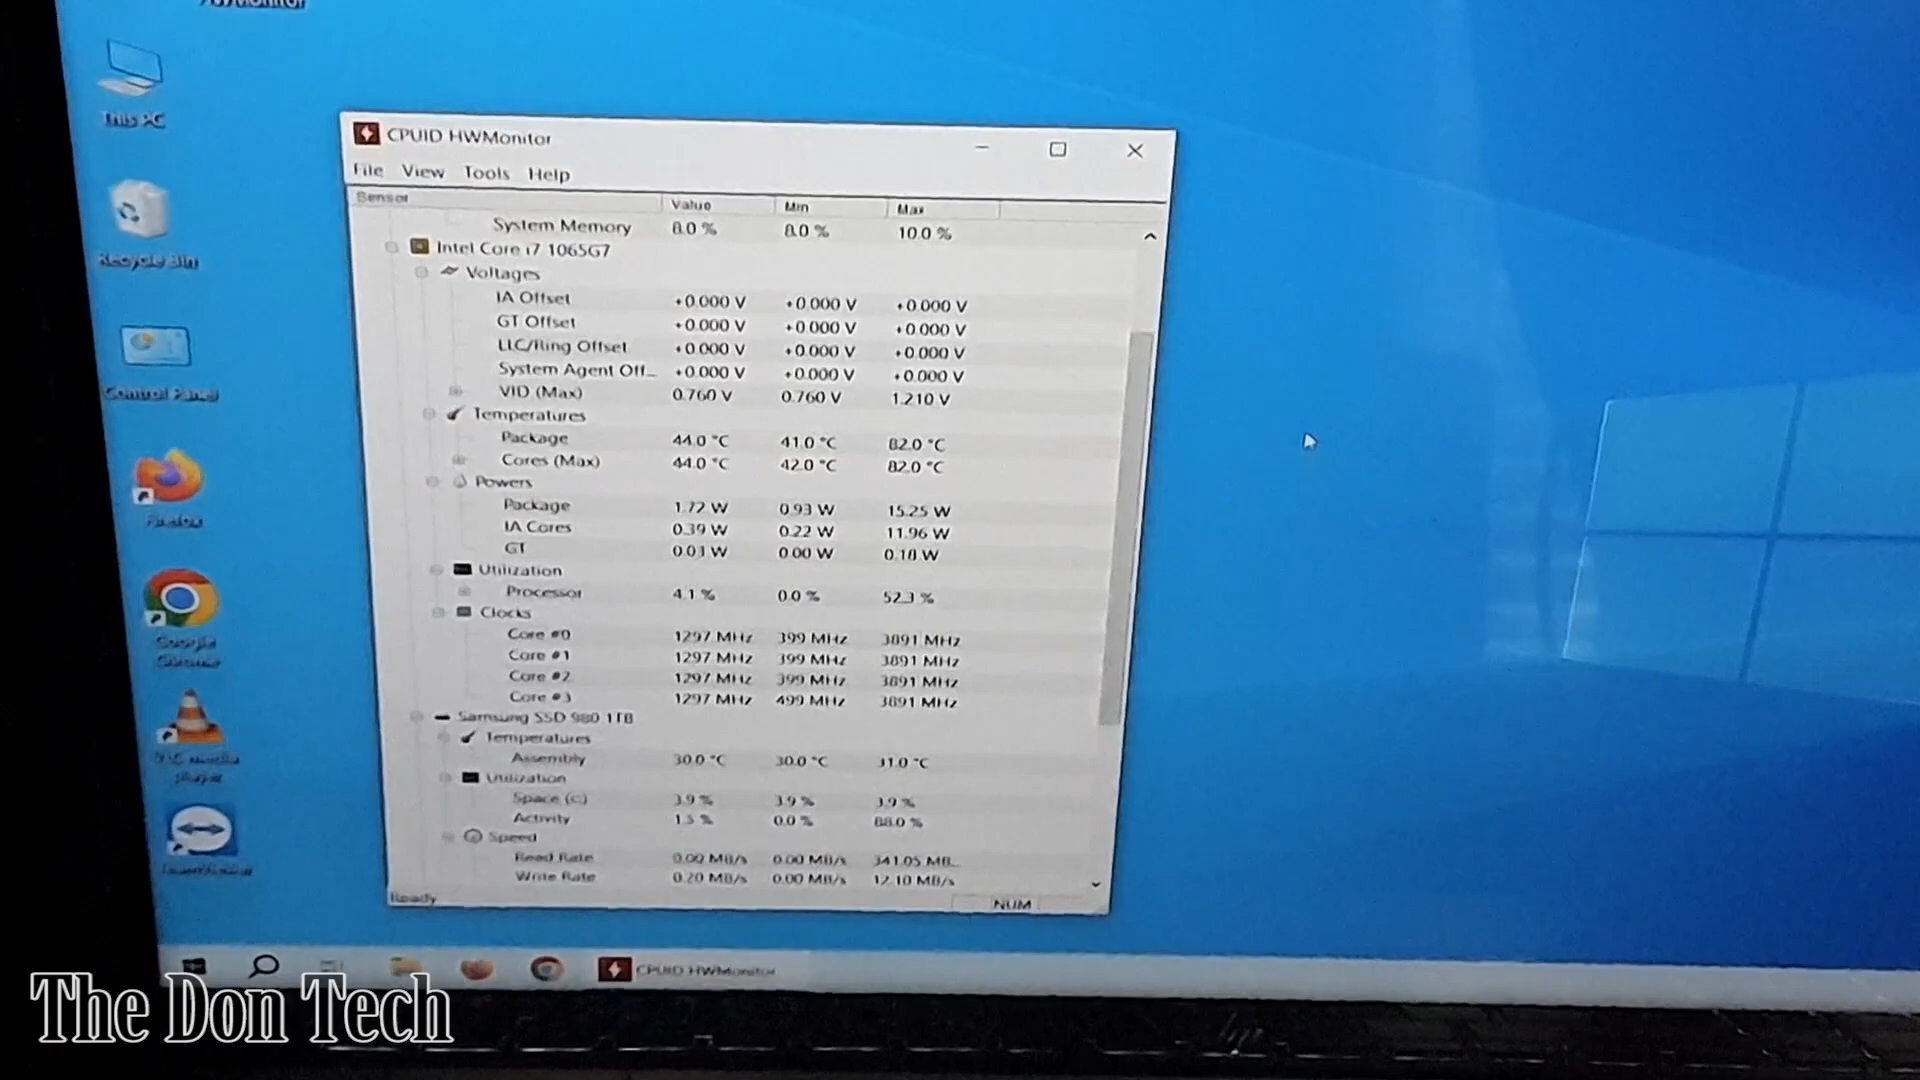 This PC
Recycle Bin
Control Panel
Firefox
Google
Chrome
VLC media
player
CPUID HWMonitor
File View Tools Help
Sensor Value Min Max
System Memory 8.0 % 8.0 % 10.0 %
Intel Core i7 1065G7
Voltages
IA Offset +0.000 V +0.000 V +0.000 V
GT Offset +0.000 V +0.000 V +0.000 V
LLC/Ring Offset +0.000 V +0.000 V +0.000 V
System Agent Off... +0.000 V +0.000 V +0.000 V
VID (Max) 0.760 V 0.760 V 1.210 V
Temperatures
Package 44.0 °C 41.0 °C 82.0 °C
Cores (Max) 44.0 °C 42.0 °C 82.0 °C
Powers
Package 1.72 W 0.93 W 15.25 W
IA Cores 0.39 W 0.22 W 11.96 W
GT 0.03 W 0.00 W 0.18 W
Utilization
Processor 4.1 % 0.0 % 52.3 %
Clocks
Core #0 1297 MHz 399 MHz 3891 MHz
Core #1 1297 MHz 399 MHz 3891 MHz
Core #2 1297 MHz 399 MHz 3891 MHz
Core #3 1297 MHz 499 MHz 3891 MHz
Samsung SSD 980 1TB
Temperatures
Assembly 30.0 °C 30.0 °C 31.0 °C
Utilization
Space (c:) 3.9 % 3.9 % 3.9 %
Activity 1.5 % 0.0 % 88.0 %
Speed
Read Rate 0.00 MB/s 0.00 MB/s 341.05 MB...
Write Rate 0.20 MB/s 0.00 MB/s 12.10 MB/s
Ready NUM
CPUID HWMonitor
The Don Tech
hp